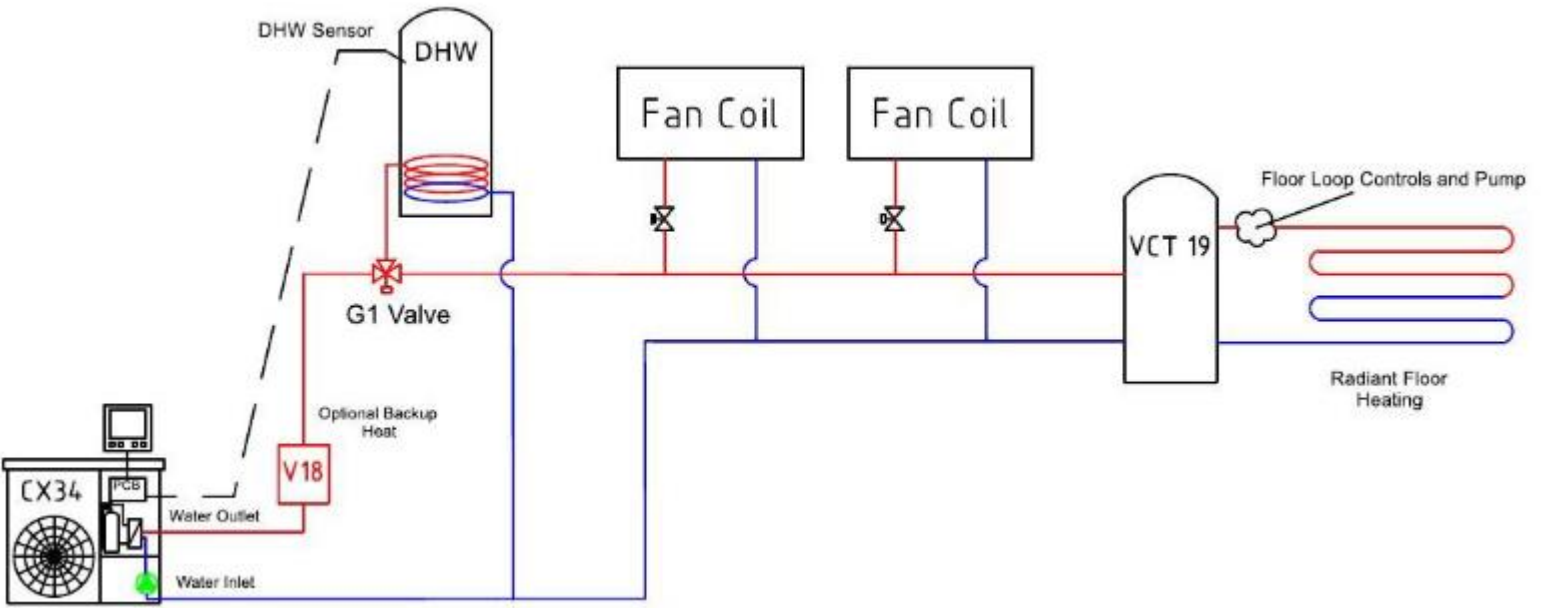 DHW Sensor
DHW
Fan Coil
Fan Coil
Floor Loop Controls and Pump
VCT 19
G1 Valve
Radiant Floor
Heating
Optional Backup
Heat
V18
CX34
PCB
Water Outlet
Water Inlet